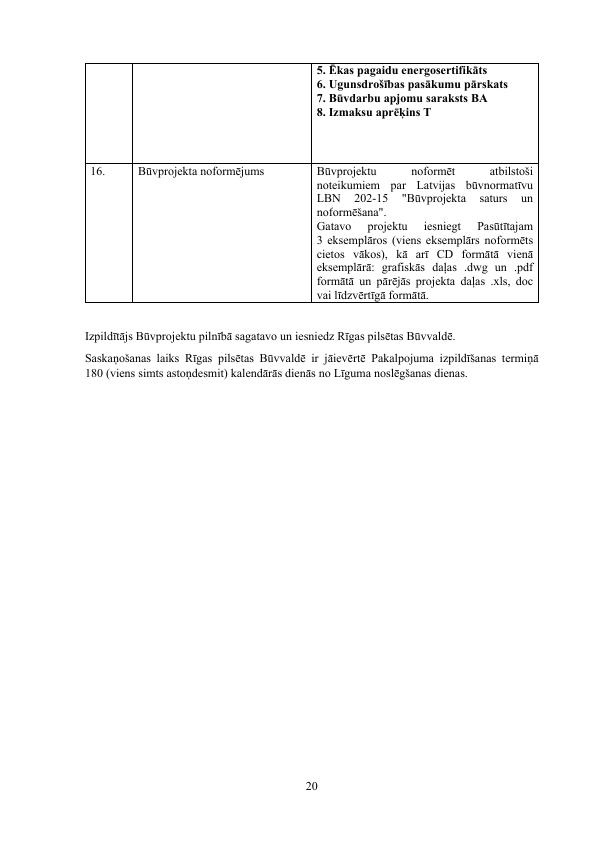 5. Ēkas pagaidu energosertifikāts
6. Ugunsdrošības pasākumu pārskats
7. Būvdarbu apjomu saraksts BA
8. Izmaksu aprēķins T
16.
Būvprojekta noformējums
Būvprojektu noformēt atbilstoši
noteikumiem par Latvijas būvnormatīvu
LBN 202-15 "Būvprojekta saturs un
noformēšana".
Gatavo projektu iesniegt Pasūtītajam
3 eksemplāros (viens eksemplārs noformēts
cietos vākos), kā arī CD formātā vienā
eksemplārā: grafiskās daļas .dwg un .pdf
formātā un pārējās projekta daļas .xls, doc
vai līdzvērtīgā formātā.
Izpildītājs Būvprojektu pilnībā sagatavo un iesniedz Rīgas pilsētas Būvvaldē.
Saskaņošanas laiks Rīgas pilsētas Būvvaldē ir jāievērtē Pakalpojuma izpildīšanas termiņā
180 (viens simts astoņdesmit) kalendārās dienās no Līguma noslēgšanas dienas.
20